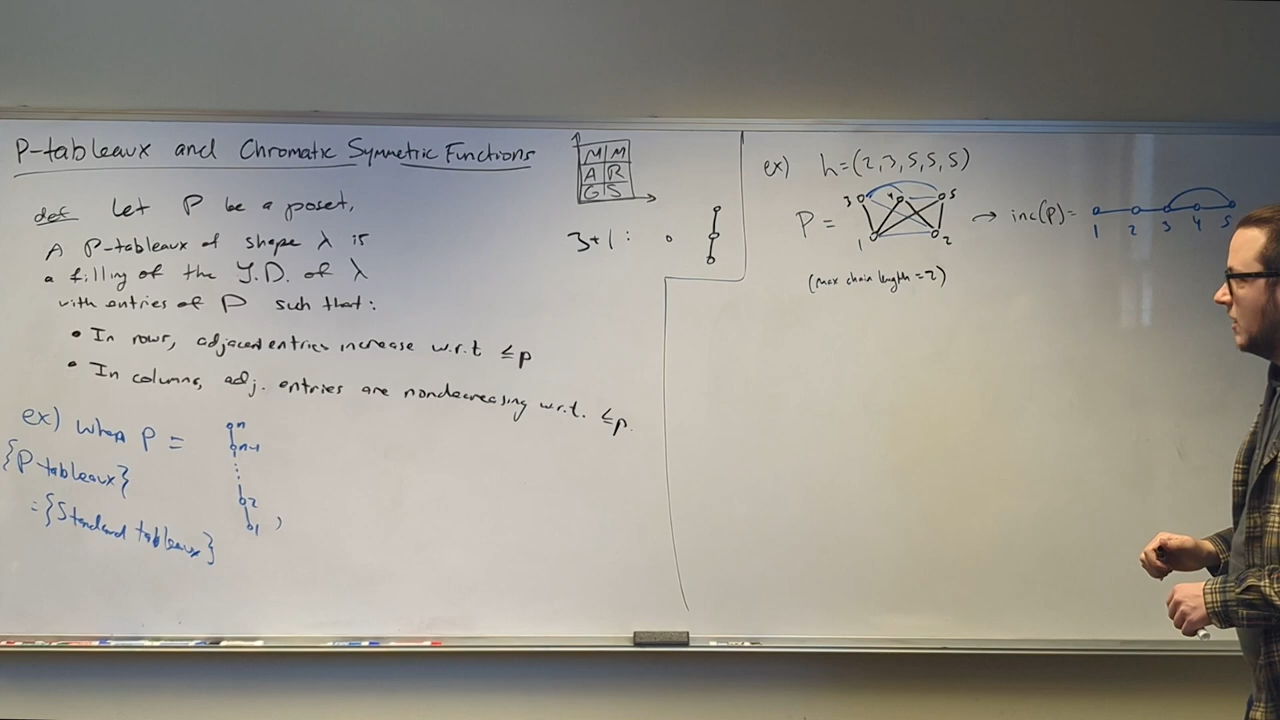 P-tableaux and Chromatic Symmetric Functions
def Let P be a poset,
A P-tableaux of shape λ is
a filling of the Y.D. of λ
with entries of P such that:
• In rows, adjacent entries increase w.r.t ≤p
• In columns, adj. entries are nondecreasing w.r.t. ≤p.
ex) when P =
n
n-1
2
1 ,
{P-tableaux}
={Standard tableaux}
M M
A R
G S
3+1:
ex) h=(2,3,5,5,5)
P =
3 4 5
1 2
→ inc(P)=
1 2 3 4 5
(max chain length = 2)